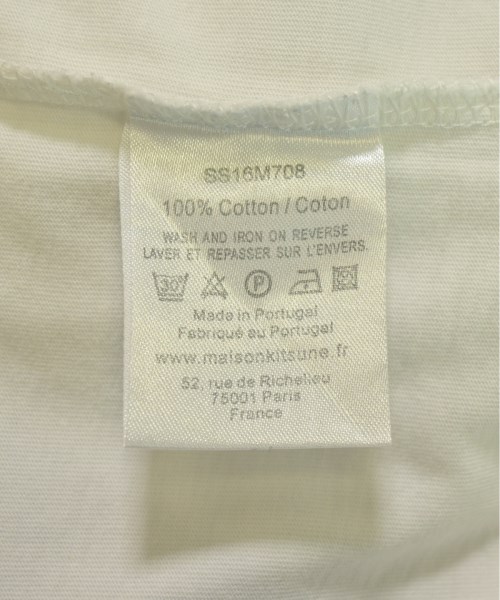 SS16M708
100% Cotton / Coton
WASH AND IRON ON REVERSE
LAVER ET REPASSER SUR L'ENVERS.
30° P
Made in Portugal
Fabriqué au Portugal
www.maisonkitsune.fr
52, rue de Richelieu
75001 Paris
France